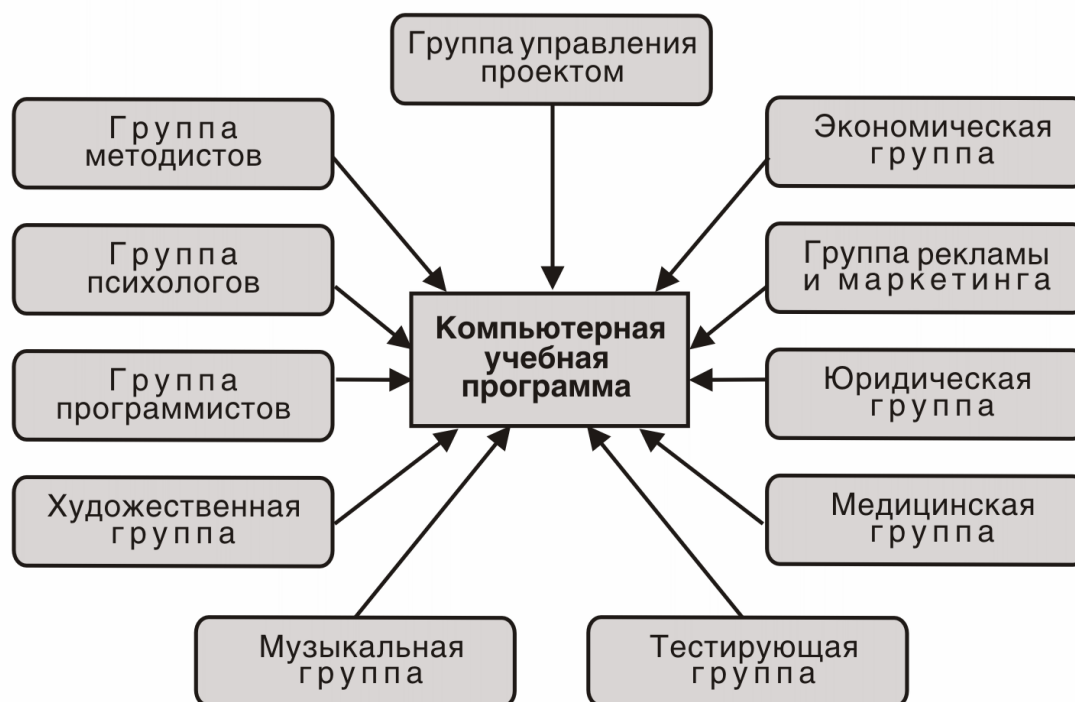 Группа управления
проектом
Группа
методистов
Экономическая
группа
Группа
психологов
Группа рекламы
и маркетинга
Компьютерная
учебная
программа
Группа
программистов
Юридическая
группа
Художественная
группа
Медицинская
группа
Музыкальная
группа
Тестирующая
группа